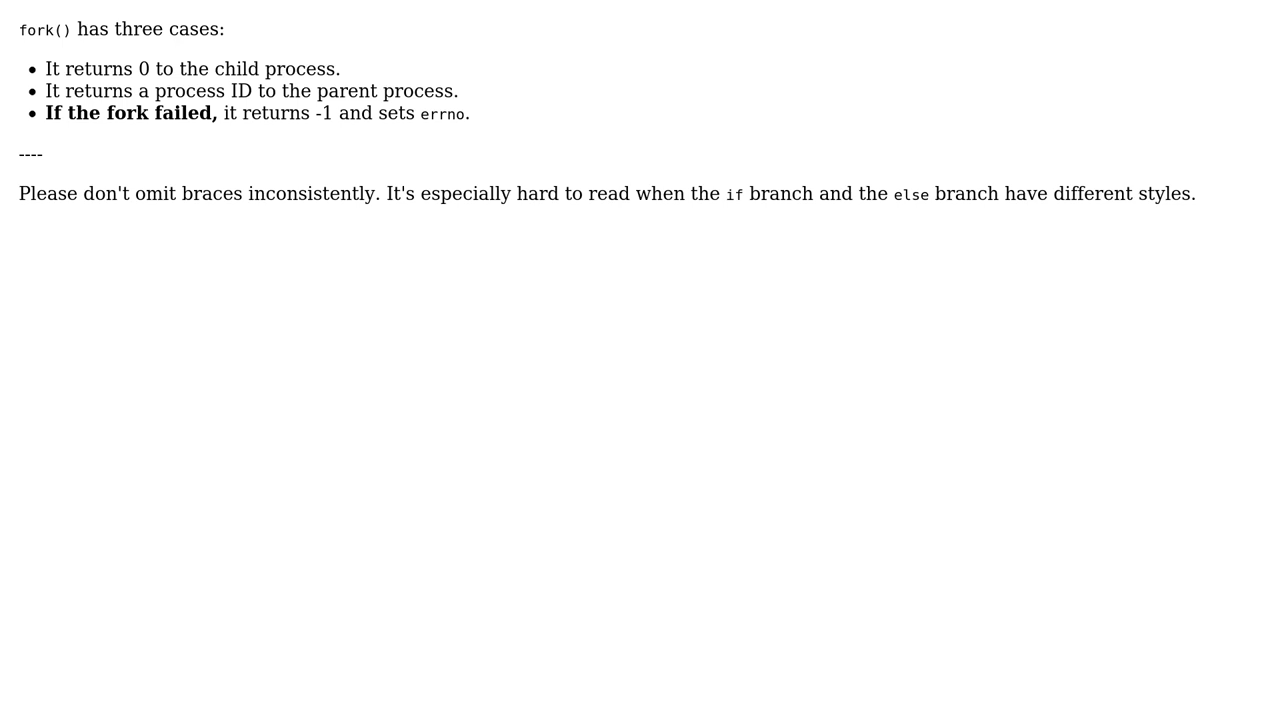 fork() has three cases:
• It returns 0 to the child process.
• It returns a process ID to the parent process.
• If the fork failed, it returns -1 and sets errno.
----
Please don't omit braces inconsistently. It's especially hard to read when the if branch and the else branch have different styles.